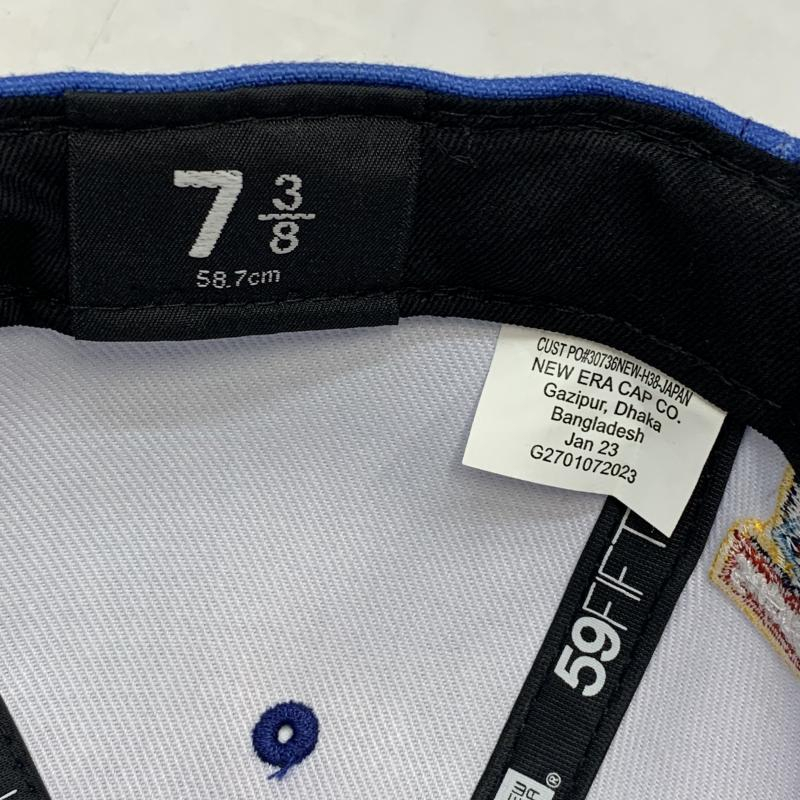 7 3/8
58.7cm
CUST PO#30736NEW-H38-JAPAN
NEW ERA CAP CO.
Gazipur, Dhaka
Bangladesh
Jan 23
G2701072023
59FIFT
®